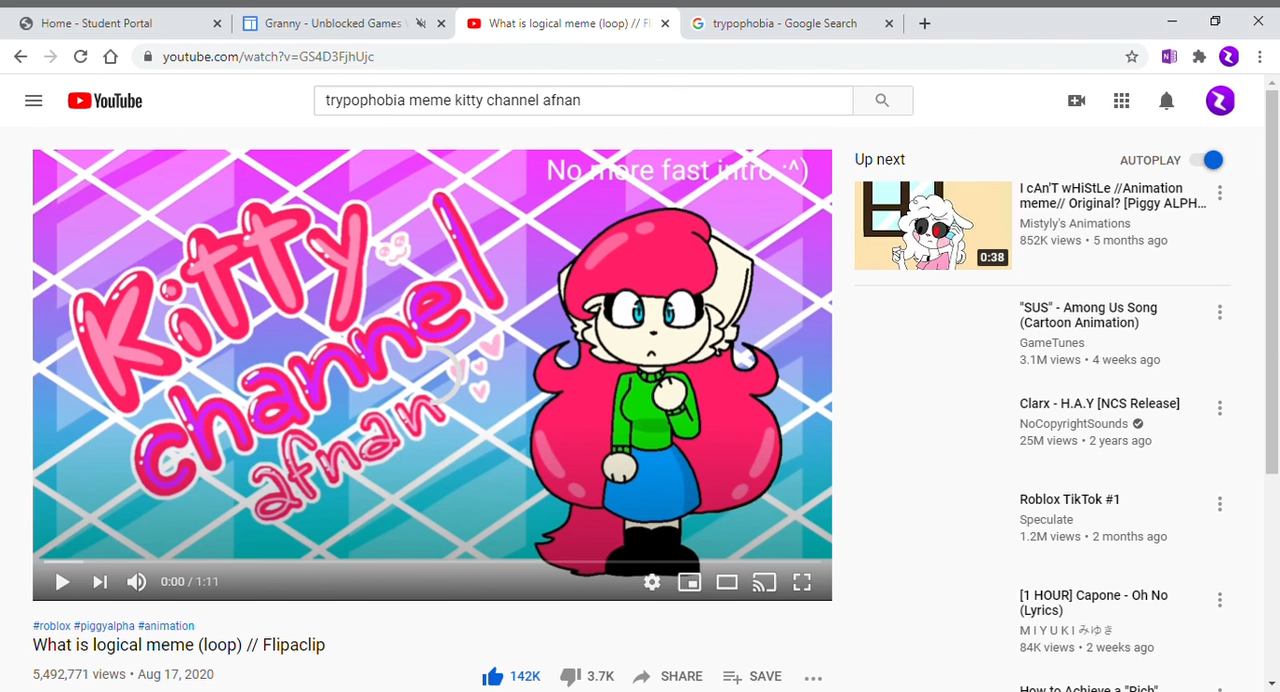 Home - Student Portal
Granny - Unblocked Games
What is logical meme (loop) // Fl
trypophobia - Google Search
youtube.com/watch?v=GS4D3FjhUjc
YouTube
trypophobia meme kitty channel afnan
No more fast intro :^)
Kitty
channel
afnan
0:00 / 1:11
#roblox #piggyalpha #animation
What is logical meme (loop) // Flipaclip
5,492,771 views • Aug 17, 2020
142K
3.7K
SHARE
SAVE
Up next
AUTOPLAY
0:38
I cAn'T wHiStLe //Animation
meme// Original? [Piggy ALPH...
Mistyly's Animations
852K views • 5 months ago
"SUS" - Among Us Song
(Cartoon Animation)
GameTunes
3.1M views • 4 weeks ago
Clarx - H.A.Y [NCS Release]
NoCopyrightSounds
25M views • 2 years ago
Roblox TikTok #1
Speculate
1.2M views • 2 months ago
[1 HOUR] Capone - Oh No
(Lyrics)
M I Y U K I みゆき
84K views • 2 weeks ago
How to Achieve a "Rich"